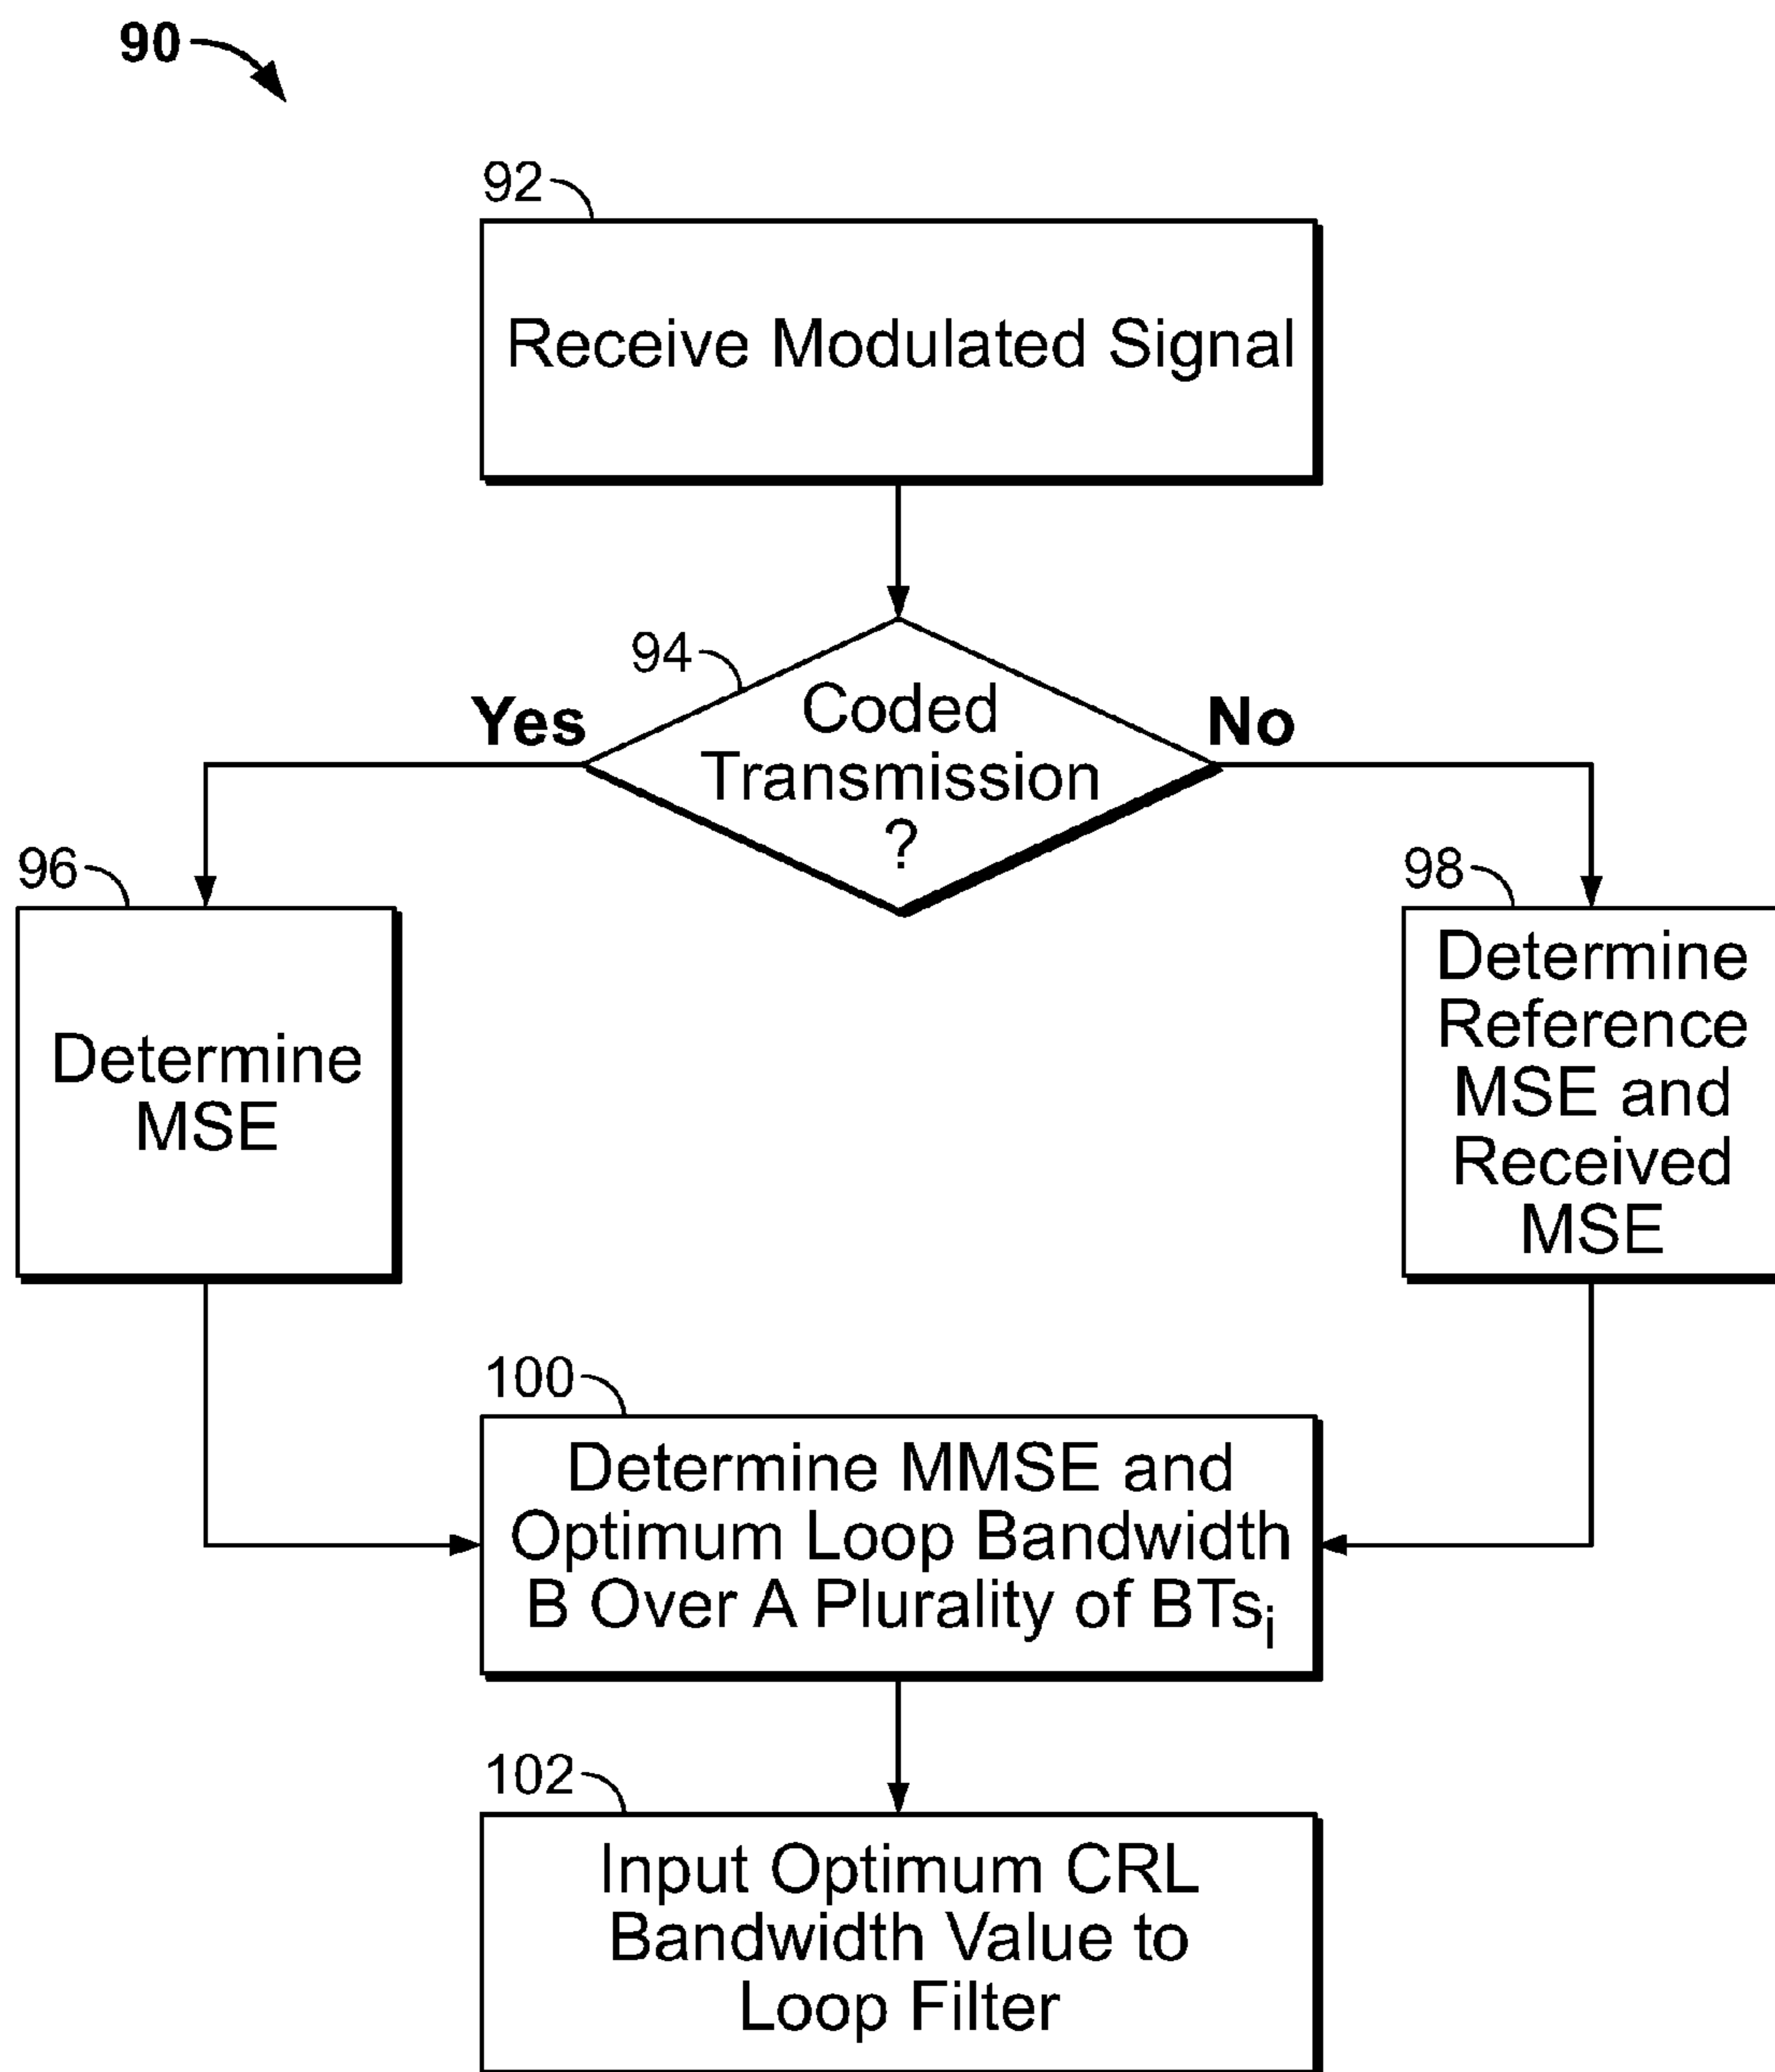 90
92
Receive Modulated Signal
94
Coded
Transmission
?
Yes
No
96
Determine
MSE
98
Determine
Reference
MSE and
Received
MSE
100
Determine MMSE and
Optimum Loop Bandwidth
B Over A Plurality of BTsi
102
Input Optimum CRL
Bandwidth Value to
Loop Filter